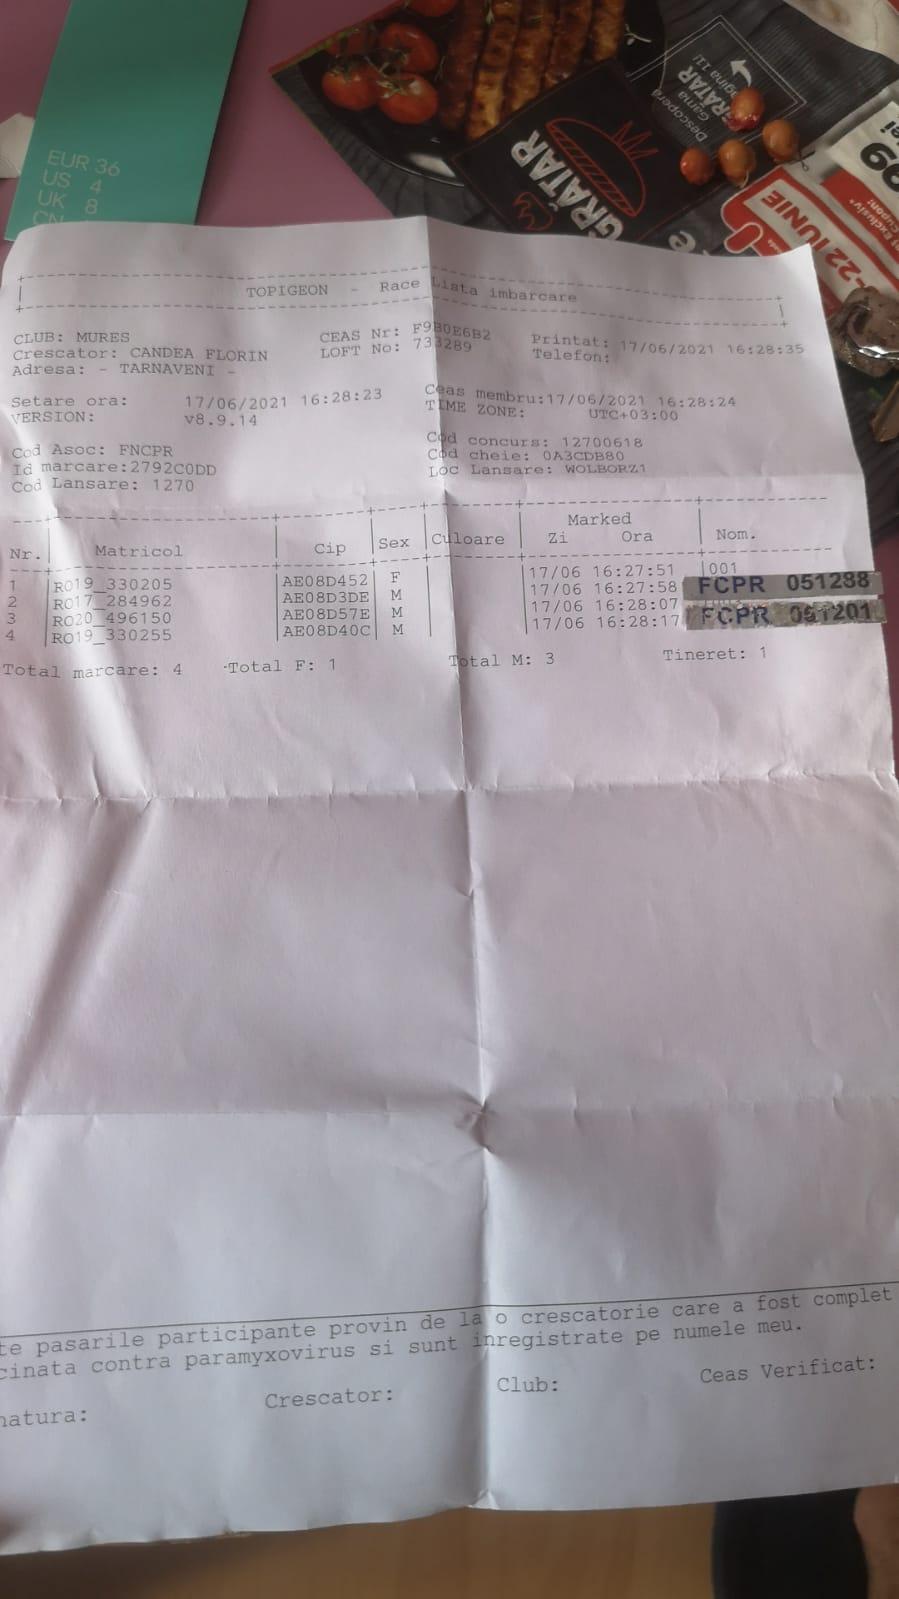 EUR 36
US 4
UK 8
CN
GRĂTAR
Descoperă
Gama
GRĂTAR
pagina 11!
-22 IUNIE
99
TOPIGEON - Race Lista imbarcare
CLUB: MURES CEAS Nr: F9B0E6B2 Printat: 17/06/2021 16:28:35
Crescator: CANDEA FLORIN LOFT No: 733289 Telefon:
Adresa: - TARNAVENI -
Setare ora: 17/06/2021 16:28:23 Ceas membru:17/06/2021 16:28:24
VERSION: v8.9.14 TIME ZONE: UTC+03:00
Cod Asoc: FNCPR Cod concurs: 12700618
Id marcare:2792C0DD Cod cheie: 0A3CDB80
Cod Lansare: 1270 Loc Lansare: WOLBORZ1
Marked
Nr. Matricol Cip Sex Culoare Zi Ora Nom.
1 RO19_330205 AE08D452 F 17/06 16:27:51 001
2 RO17_284962 AE08D3DE M 17/06 16:27:58 FCPR 051288
3 RO20_496150 AE08D57E M 17/06 16:28:07
4 RO19_330255 AE08D40C M 17/06 16:28:17 FCPR 051201
Total marcare: 4 Total F: 1 Total M: 3 Tineret: 1
te pasarile participante provin de la o crescatorie care a fost complet
cinata contra paramyxovirus si sunt inregistrate pe numele meu.
natura: Crescator: Club: Ceas Verificat: